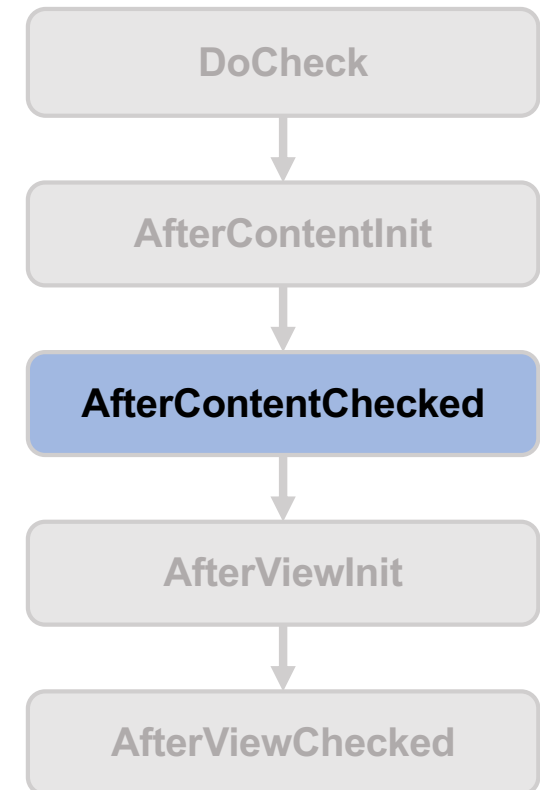 DoCheck
AfterContentInit
AfterContentChecked
AfterViewInit
AfterViewChecked